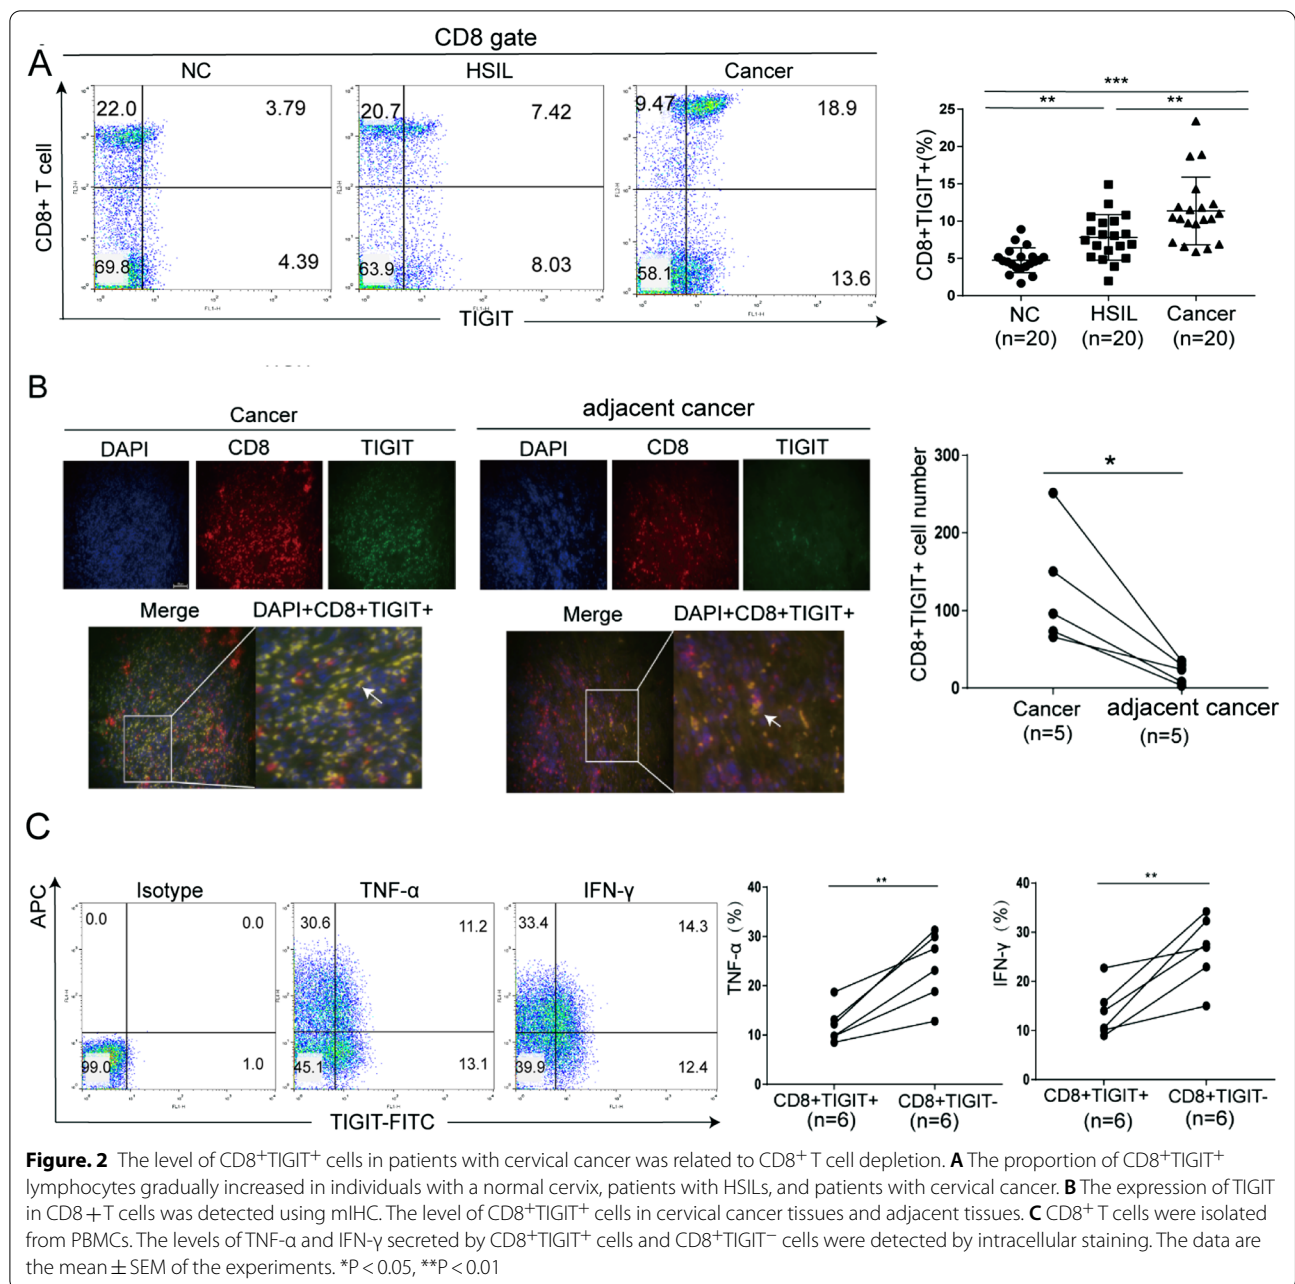 A
CD8 gate
NC
HSIL
Cancer
CD8+ T cell
22.0
3.79
69.8
4.39
20.7
7.42
63.9
8.03
9.47
18.9
58.1
13.6
FL1-H
FL1-H
FL1-H
TIGIT
CD8+TIGIT+(%)
***
**
**
25
20
15
10
5
0
NC
HSIL
Cancer
(n=20)
(n=20)
(n=20)
B
Cancer
adjacent cancer
DAPI
CD8
TIGIT
DAPI
CD8
TIGIT
Merge
DAPI+CD8+TIGIT+
Merge
DAPI+CD8+TIGIT+
CD8+TIGIT+ cell number
*
300
200
100
0
Cancer
adjacent cancer
(n=5)
(n=5)
C
APC
Isotype
TNF-α
IFN-γ
0.0
0.0
99.0
1.0
30.6
11.2
45.1
13.1
33.4
14.3
39.9
12.4
FL1-H
FL1-H
FL1-H
TIGIT-FITC
TNF-α (%)
**
40
30
20
10
0
CD8+TIGIT+
CD8+TIGIT-
(n=6)
(n=6)
IFN-γ (%)
**
40
30
20
10
0
CD8+TIGIT+
CD8+TIGIT-
(n=6)
(n=6)
Figure. 2 The level of CD8+TIGIT+ cells in patients with cervical cancer was related to CD8+ T cell depletion. A The proportion of CD8+TIGIT+
lymphocytes gradually increased in individuals with a normal cervix, patients with HSILs, and patients with cervical cancer. B The expression of TIGIT
in CD8 + T cells was detected using mIHC. The level of CD8+TIGIT+ cells in cervical cancer tissues and adjacent tissues. C CD8+ T cells were isolated
from PBMCs. The levels of TNF-α and IFN-γ secreted by CD8+TIGIT+ cells and CD8+TIGIT− cells were detected by intracellular staining. The data are
the mean ± SEM of the experiments. *P < 0.05, **P < 0.01